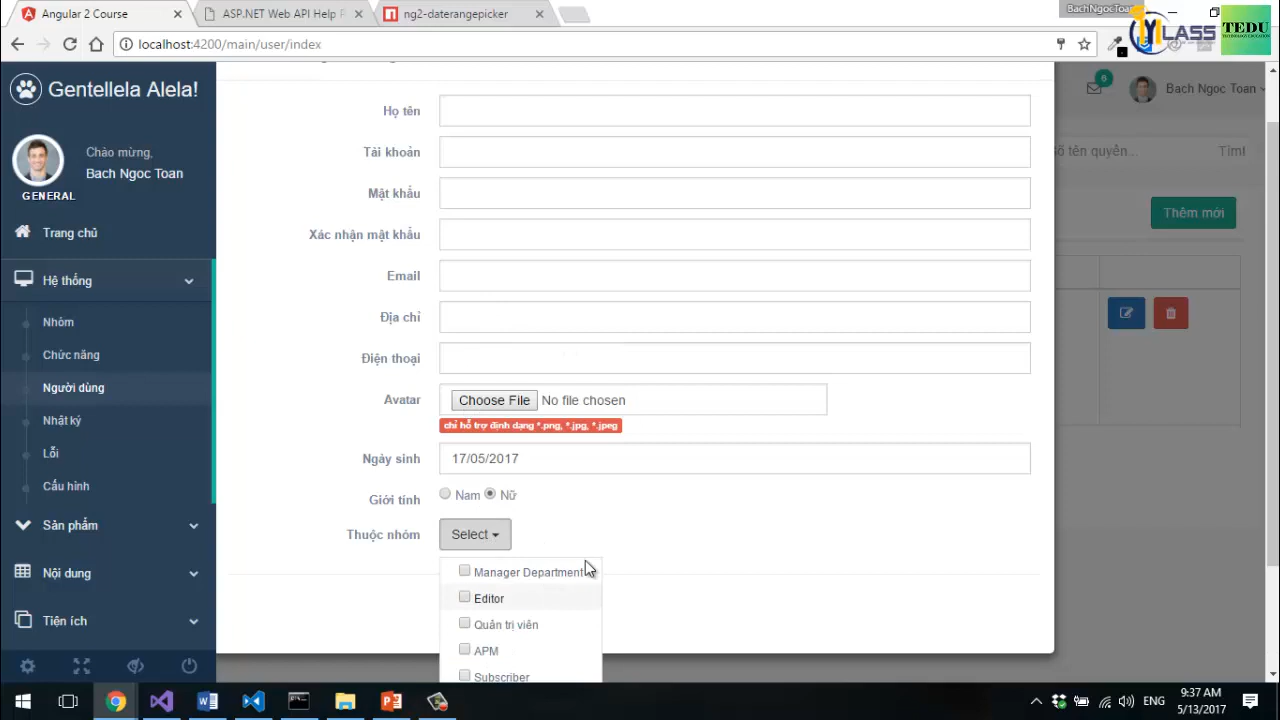 Angular 2 Course
ASP.NET Web API Help P
ng2-daterangepicker
BachNgocToan
localhost:4200/main/user/index
LASS
TEDU
Gentellela Alela!
6
Bach Ngoc Toan
Chào mừng,
Bach Ngoc Toan
GENERAL
Trang chủ
Hệ thống
Nhóm
Chức năng
Người dùng
Nhật ký
Lỗi
Cấu hình
Sản phẩm
Nội dung
Tiện ích
Họ tên
Tài khoản
Mật khẩu
Xác nhận mật khẩu
Email
Địa chỉ
Điện thoại
Avatar
Choose File No file chosen
chỉ hỗ trợ định dạng *.png, *.jpg, *.jpeg
Ngày sinh
17/05/2017
Giới tính
Nam
Nữ
Thuộc nhóm
Select
Manager Department
Editor
Quản trị viên
APM
Subscriber
tên quyền...
Thêm mới
ENG
9:37 AM
5/13/2017